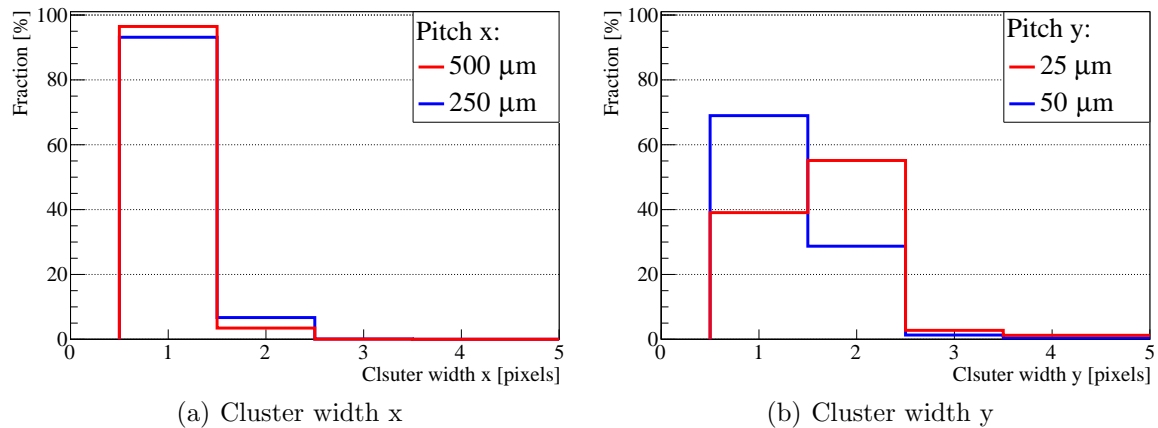 Fraction [%]
100
80
60
40
20
0
0 1 2 3 4 5
Clsuter width x [pixels]
Pitch x:
500 μm
250 μm
(a) Cluster width x
Fraction [%]
100
80
60
40
20
0
0 1 2 3 4 5
Clsuter width y [pixels]
Pitch y:
25 μm
50 μm
(b) Cluster width y